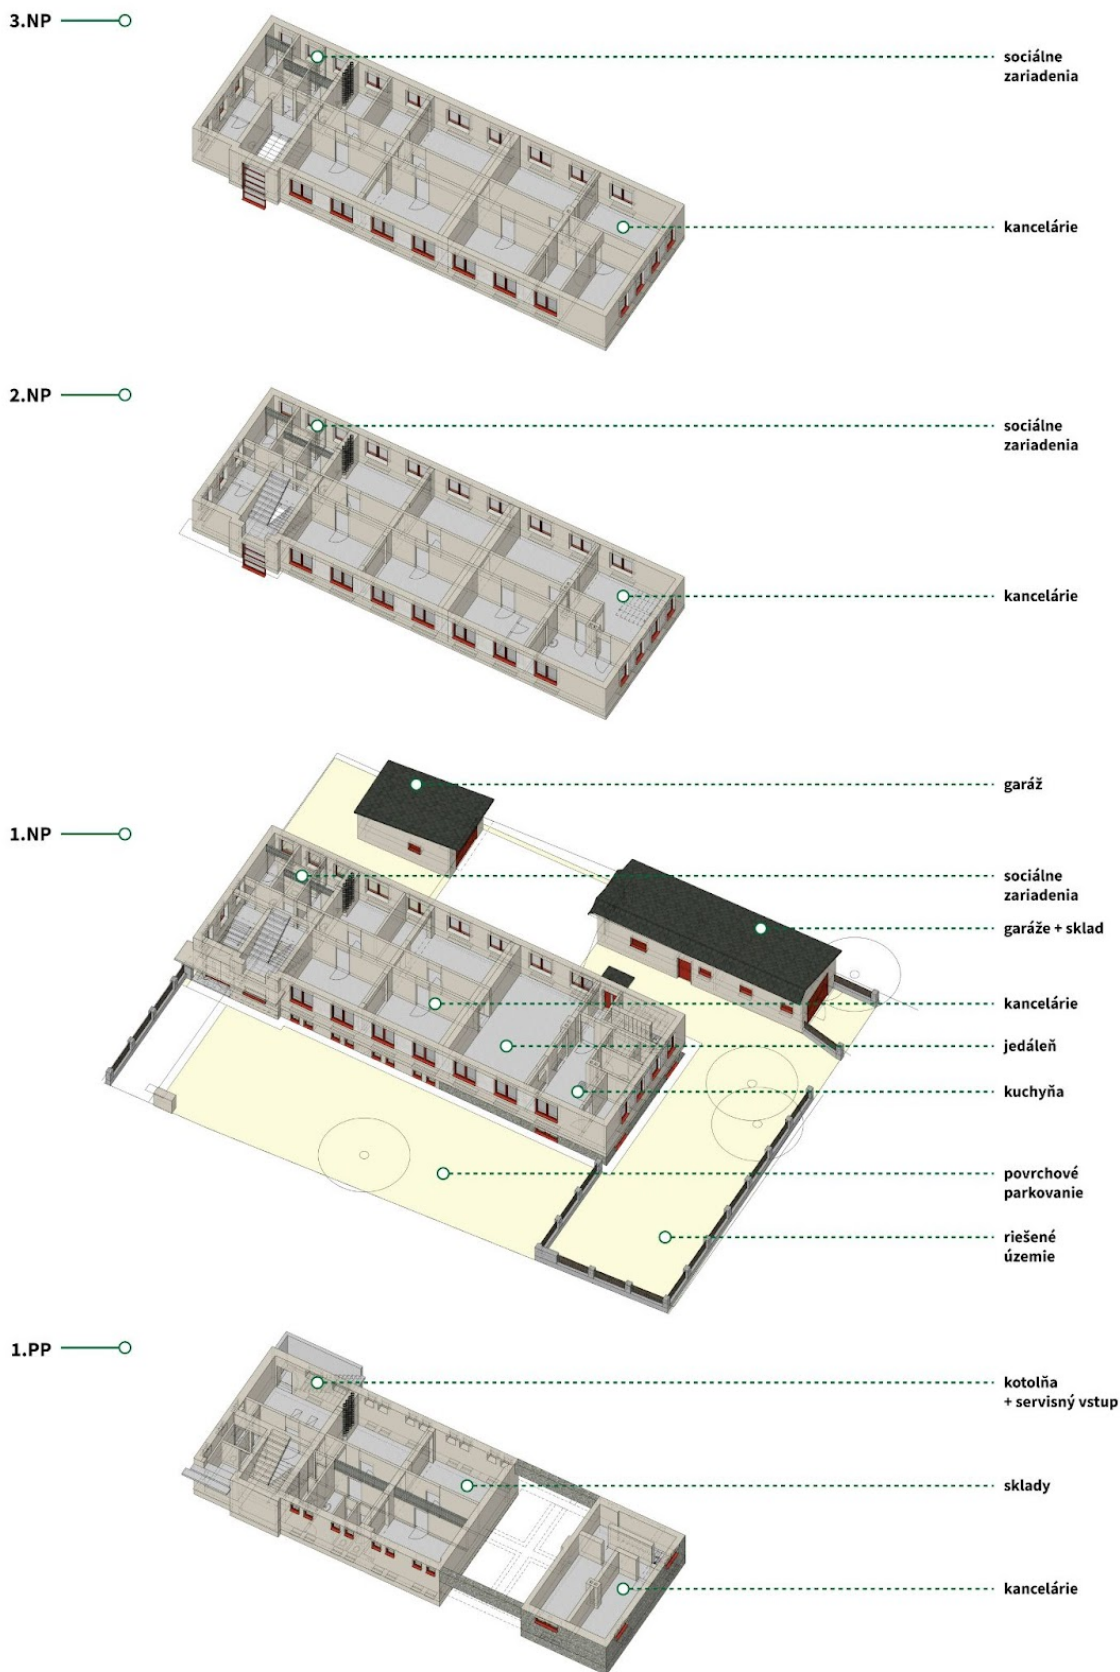 3.NP
sociálne
zariadenia
kancelárie
2.NP
sociálne
zariadenia
kancelárie
garáž
1.NP
sociálne
zariadenia
garáže + sklad
kancelárie
jedáleň
kuchyňa
povrchové
parkovanie
riešené
územie
1.PP
kotolňa
+ servisný vstup
sklady
kancelárie